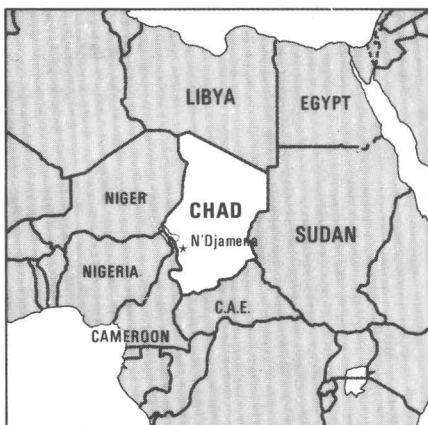 LIBYA
EGYPT
NIGER
CHAD
N'Djamena
SUDAN
NIGERIA
C.A.E.
CAMEROON